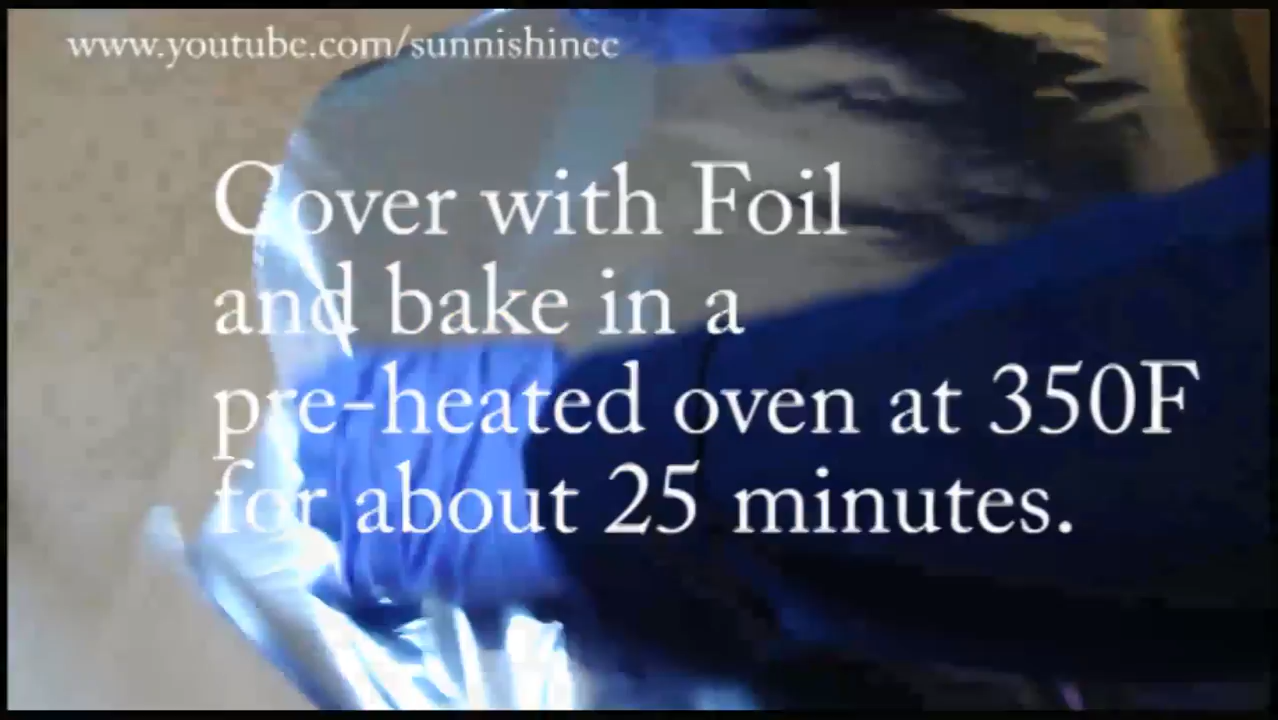 www.youtube.com/sunnishinee
Cover with Foil
and bake in a
pre-heated oven at 350F
for about 25 minutes.